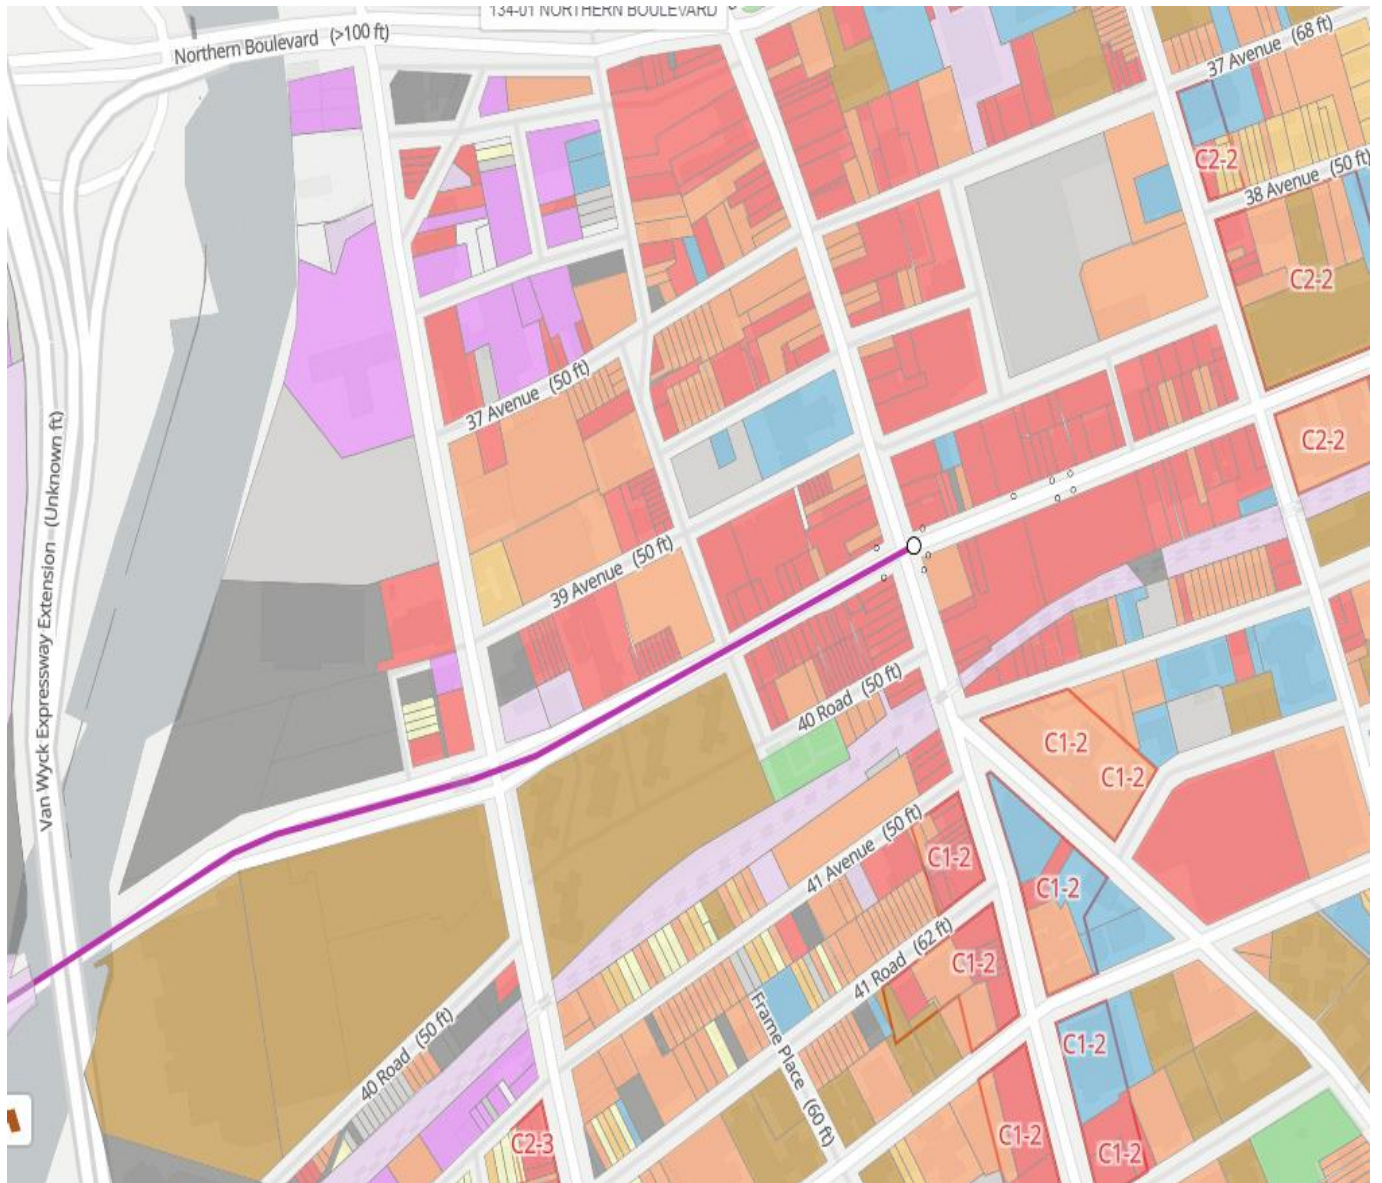 134-01 NORTHERN BOULEVARD
Northern Boulevard (>100 ft)
37 Avenue (68 ft)
C2-2
38 Avenue (50 ft)
C2-2
37 Avenue (50 ft)
C2-2
Van Wyck Expressway Extension (Unknown ft)
39 Avenue (50 ft)
40 Road (50 ft)
C1-2
C1-2
41 Avenue (50 ft)
C1-2
C1-2
41 Road (62 ft)
C1-2
40 Road (50 ft)
Frame Place (60 ft)
C1-2
C2-3
C1-2
C1-2